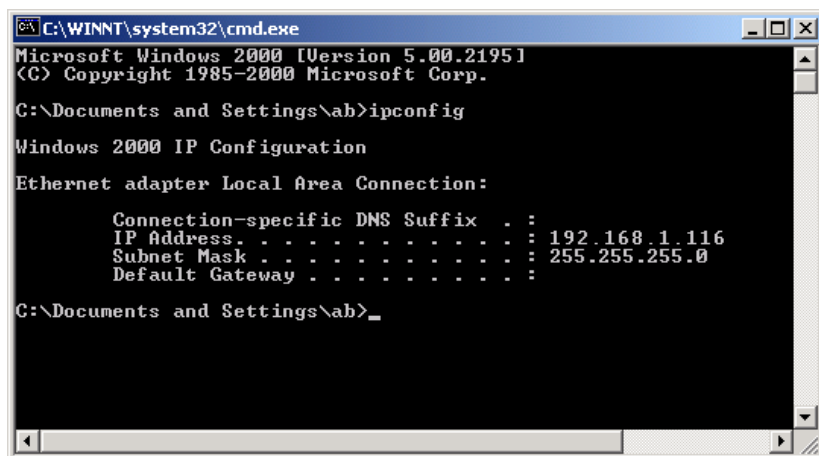 C:\WINNT\system32\cmd.exe
Microsoft Windows 2000 [Version 5.00.2195]
(C) Copyright 1985-2000 Microsoft Corp.
C:\Documents and Settings\ab>ipconfig
Windows 2000 IP Configuration
Ethernet adapter Local Area Connection:
Connection-specific DNS Suffix  . :
IP Address. . . . . . . . . . . . : 192.168.1.116
Subnet Mask . . . . . . . . . . . : 255.255.255.0
Default Gateway . . . . . . . . . :
C:\Documents and Settings\ab>_